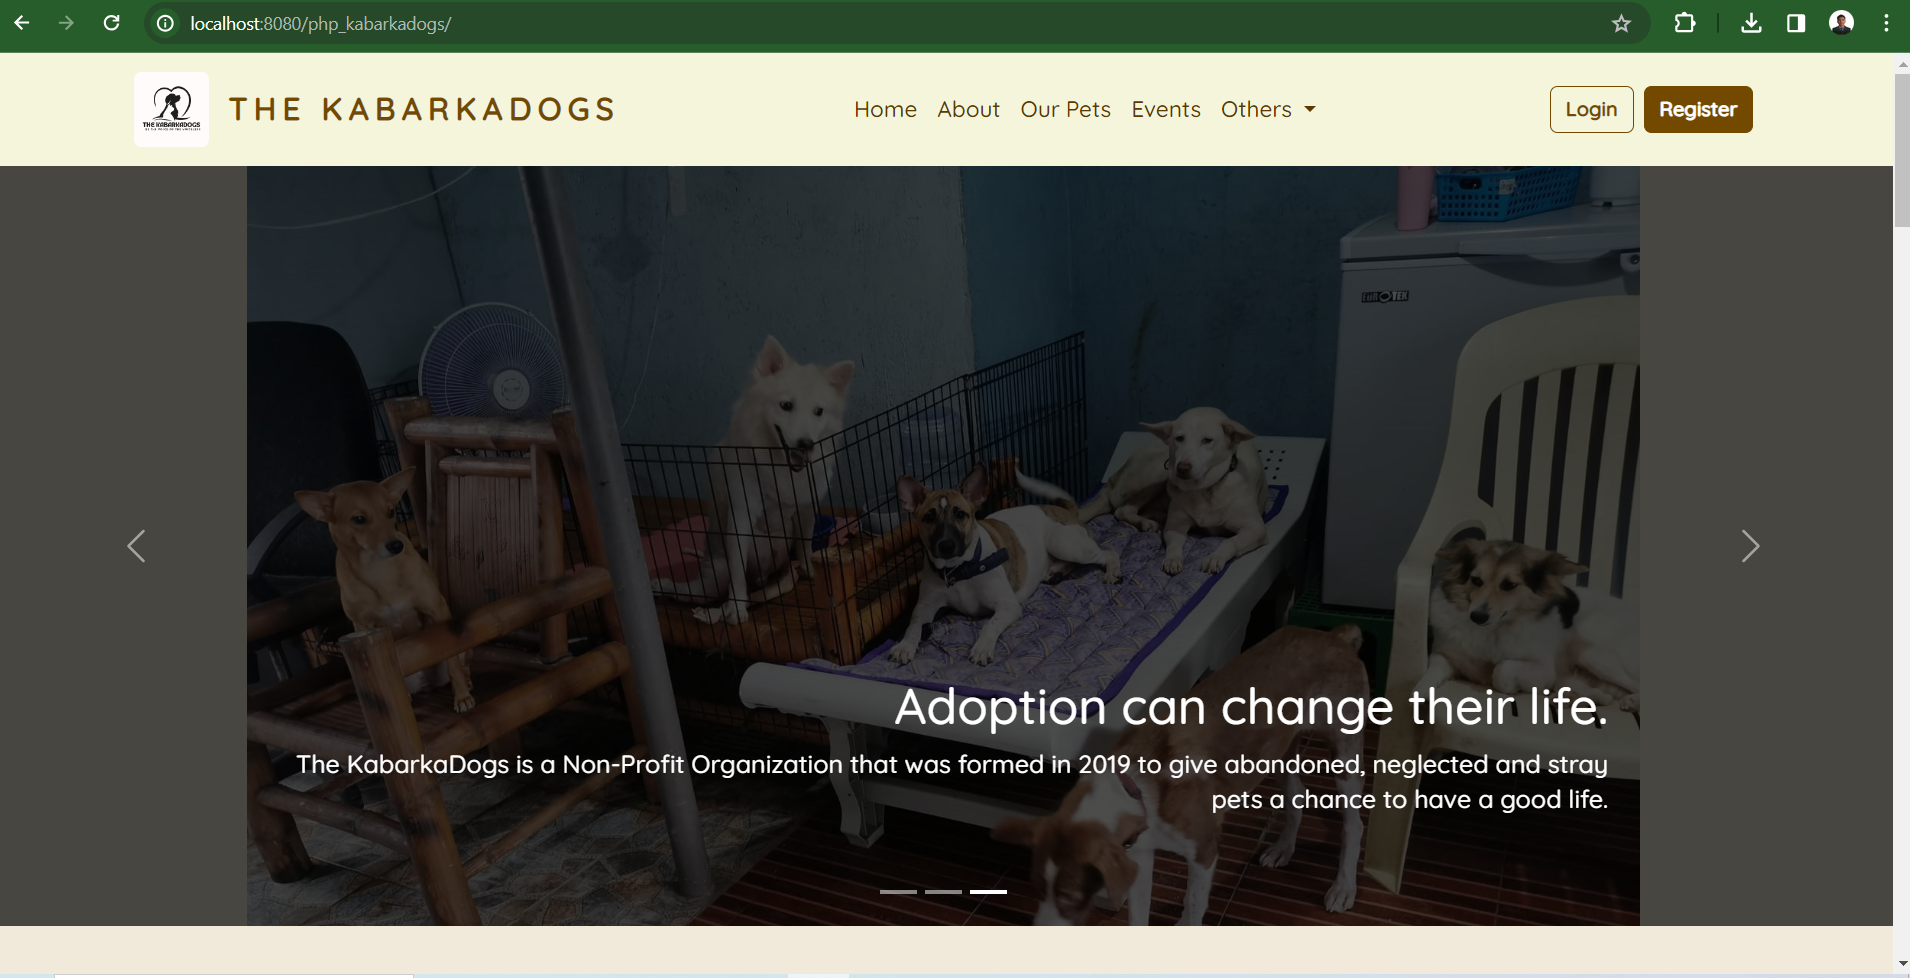 localhost:8080/php_kabarkadogs/
THE KABARKADOGS
THE KABARKADOGS
Home About Our Pets Events Others
Login Register
Adoption can change their life.
The KabarkaDogs is a Non-Profit Organization that was formed in 2019 to give abandoned, neglected and stray
pets a chance to have a good life.